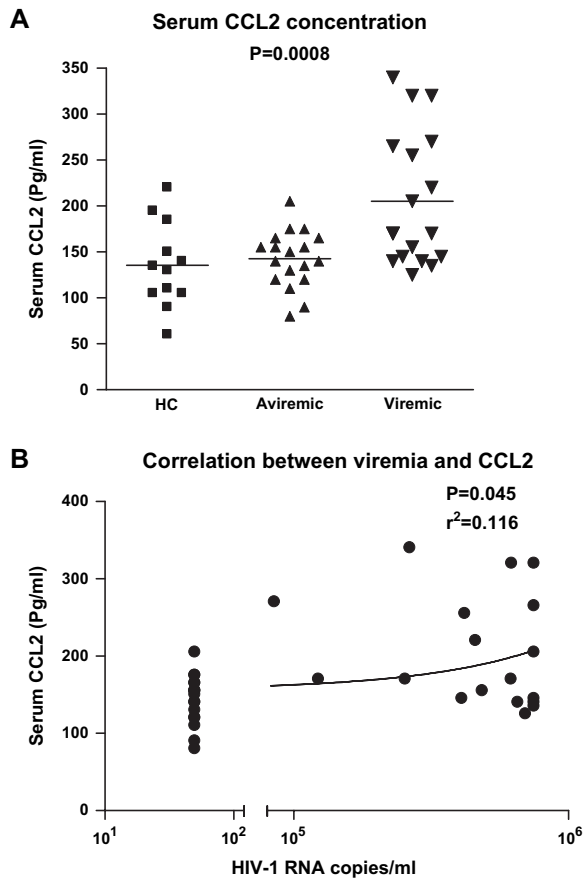 A
Serum CCL2 concentration
P=0.0008
Serum CCL2 (Pg/ml)
350
300
250
200
150
100
50
0
HC
Aviremic
Viremic
B
Correlation between viremia and CCL2
P=0.045
r²=0.116
Serum CCL2 (Pg/ml)
400
300
200
100
0
10¹
10²
10⁵
10⁶
HIV-1 RNA copies/ml